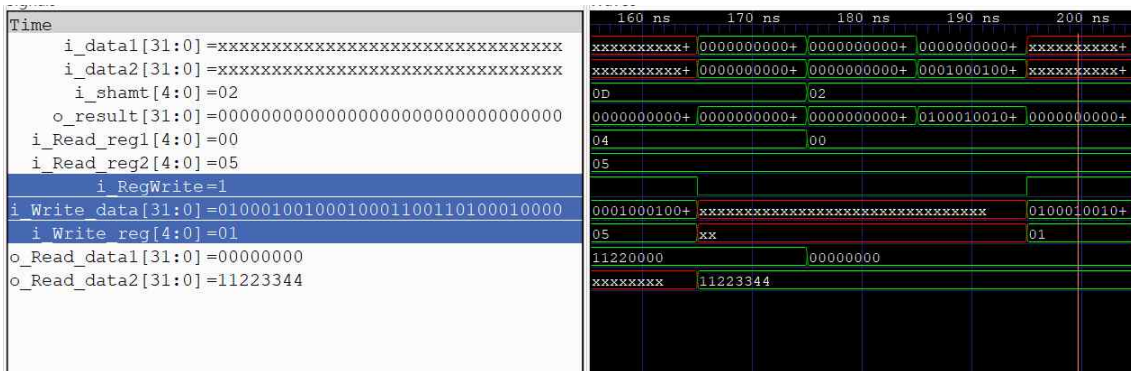 Time 160 ns 170 ns 180 ns 190 ns 200 ns
i_data1[31:0]=xxxxxxxxxxxxxxxxxxxxxxxxxxxxxxxx xxxxxxxxxx+ 0000000000+ 0000000000+ 0000000000+ xxxxxxxxxx+
i_data2[31:0]=xxxxxxxxxxxxxxxxxxxxxxxxxxxxxxxx xxxxxxxxxx+ 0000000000+ 0000000000+ 0001000100+ xxxxxxxxxx+
i_shamt[4:0]=02 0D 02
o_result[31:0]=00000000000000000000000000000000 0000000000+ 0000000000+ 0000000000+ 0100010010+ 0000000000+
i_Read_reg1[4:0]=00 04 00
i_Read_reg2[4:0]=05 05
i_RegWrite=1
i_Write_data[31:0]=01000100100010001100110100010000 0001000100+ xxxxxxxxxxxxxxxxxxxxxxxxxxxxxxxx 0100010010+
i_Write_reg[4:0]=01 05 xx 01
o_Read_data1[31:0]=00000000 11220000 00000000
o_Read_data2[31:0]=11223344 xxxxxxxx 11223344